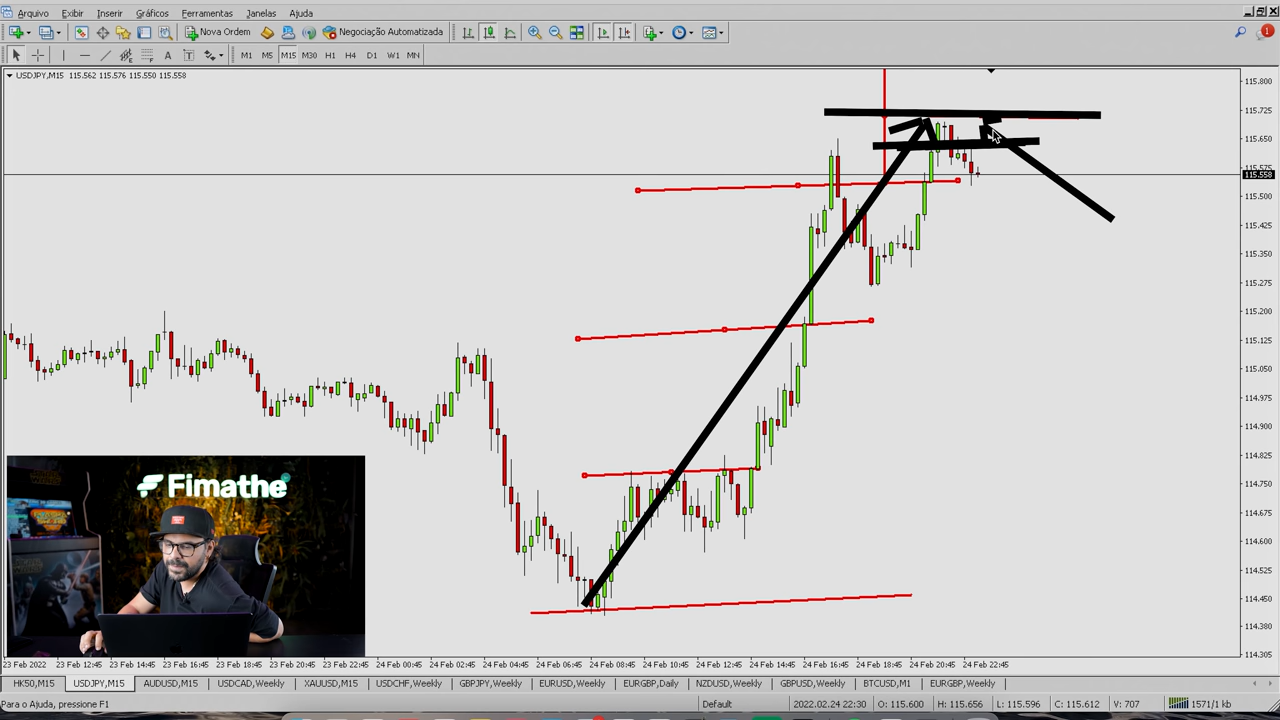 Arquivo Exibir Inserir Gráficos Ferramentas Janelas Ajuda
Nova Ordem Negociação Automatizada 1
A T M1 M5 M15 M30 H1 H4 D1 W1 MN
USDJPY,M15 115.562 115.576 115.550 115.558
115.800
115.725
115.650
115.575
115.558
115.500
115.425
115.350
115.275
115.200
115.125
115.050
114.975
114.900
114.825
114.750
114.675
114.600
114.525
114.450
114.380
114.305
Fimathe
23 Feb 2022 23 Feb 12:45 23 Feb 14:45 23 Feb 16:45 23 Feb 18:45 23 Feb 20:45 23 Feb 22:45 24 Feb 00:45 24 Feb 02:45 24 Feb 04:45 24 Feb 06:45 24 Feb 08:45 24 Feb 10:45 24 Feb 12:45 24 Feb 14:45 24 Feb 16:45 24 Feb 18:45 24 Feb 20:45 24 Feb 22:45
HK50,M15 USDJPY,M15 AUDUSD,M15 USDCAD,Weekly XAUUSD,M15 USDCHF,Weekly GBPJPY,Weekly EURUSD,Weekly EURGBP,Daily NZDUSD,Weekly GBPUSD,Weekly BTCUSD,M1 EURGBP,Weekly
Para o Ajuda, pressione F1 Default 2022.02.24 22:30 O: 115.600 H: 115.656 L: 115.596 C: 115.612 V: 707 1571/1 kb